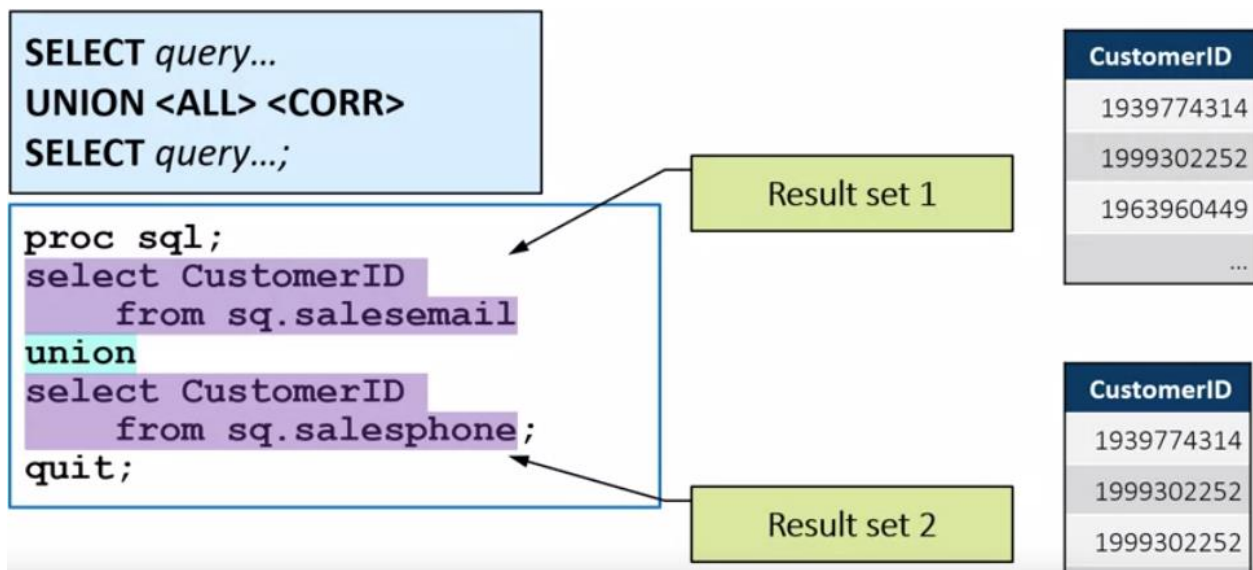 SELECT query...
UNION <ALL> <CORR>
SELECT query...;
proc sql;
select CustomerID
from sq.salesemail
union
select CustomerID
from sq.salesphone;
quit;
Result set 1
Result set 2
CustomerID
1939774314
1999302252
1963960449
...
CustomerID
1939774314
1999302252
1999302252